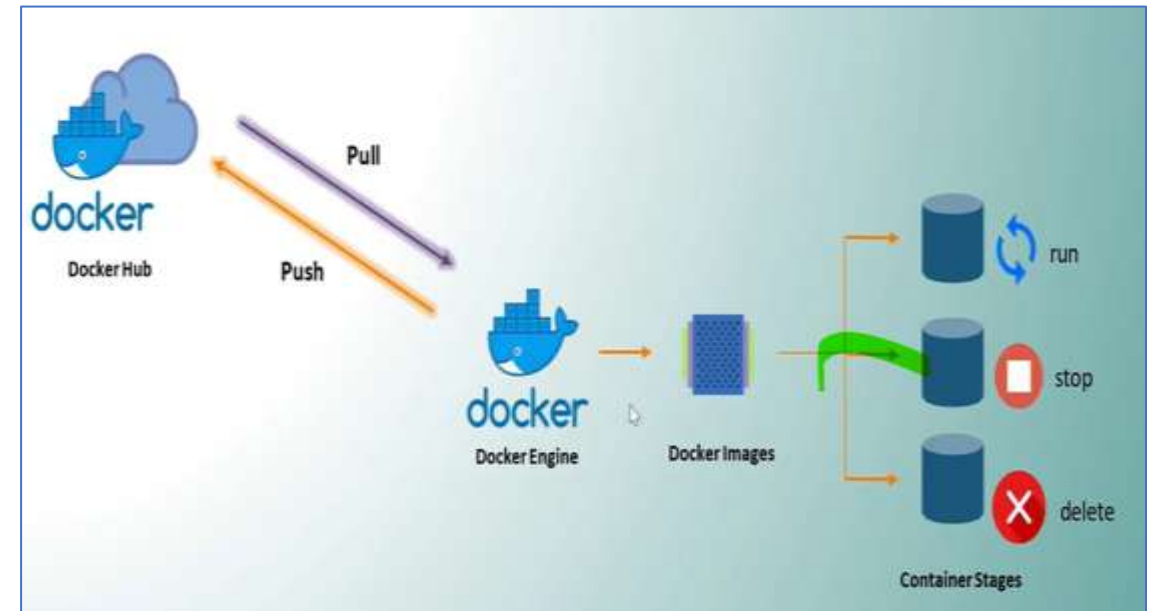 Pull
docker
Docker Hub
Push
run
stop
docker
Docker Engine
Docker Images
delete
Container Stages